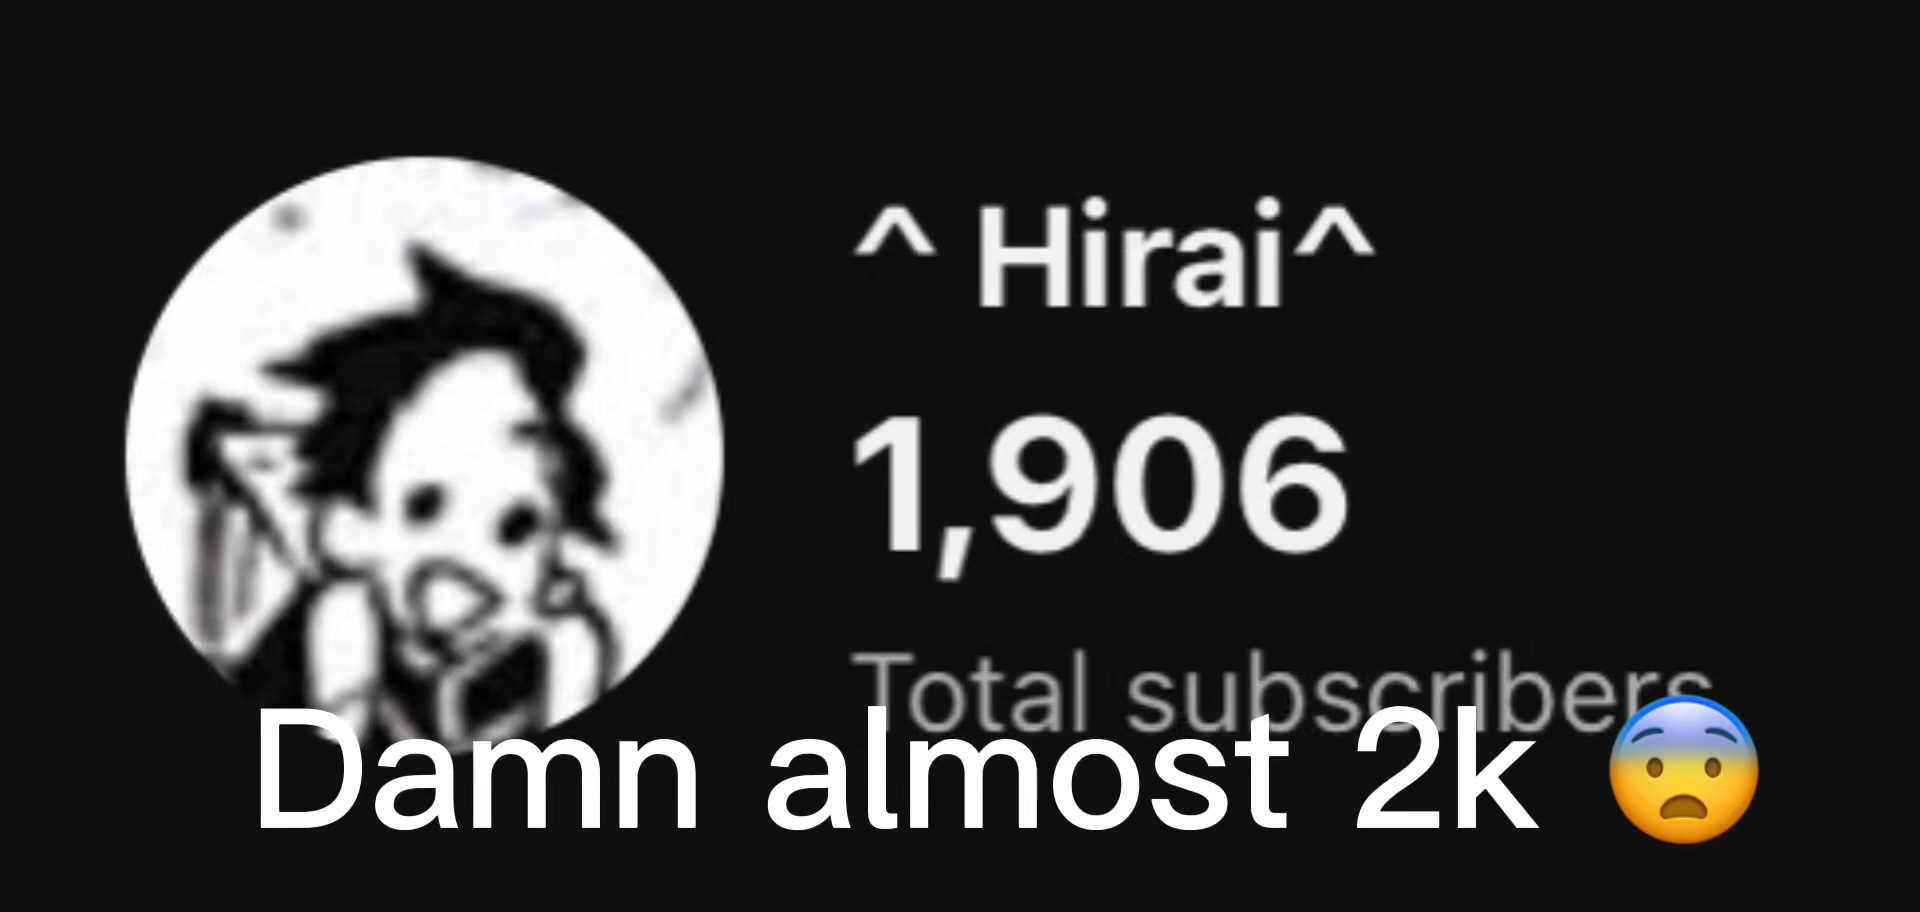 ^ Hirai^
1,906
Total subscribers
Damn almost 2k 😨